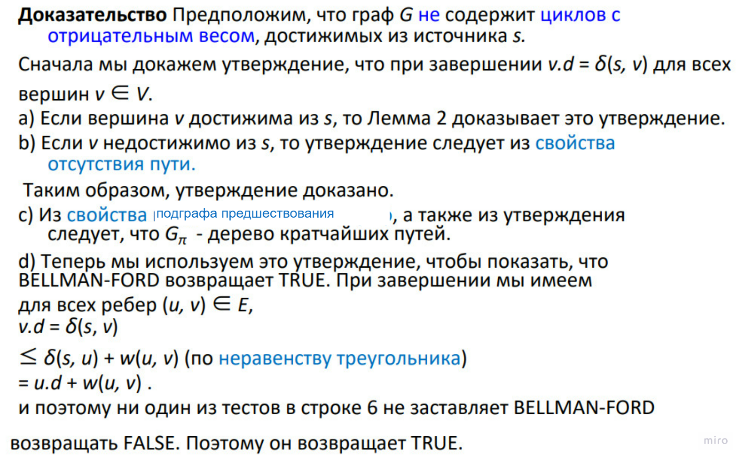 Доказательство Предположим, что граф G не содержит циклов с
отрицательным весом, достижимых из источника s.
Сначала мы докажем утверждение, что при завершении v.d = δ(s, v) для всех
вершин v ∈ V.
a) Если вершина v достижима из s, то Лемма 2 доказывает это утверждение.
b) Если v недостижимо из s, то утверждение следует из свойства
отсутствия пути.
Таким образом, утверждение доказано.
c) Из свойства подграфа предшествования , а также из утверждения
следует, что Gπ - дерево кратчайших путей.
d) Теперь мы используем это утверждение, чтобы показать, что
BELLMAN-FORD возвращает TRUE. При завершении мы имеем
для всех ребер (u, v) ∈ E,
v.d = δ(s, v)
≤ δ(s, u) + w(u, v) (по неравенству треугольника)
= u.d + w(u, v) .
и поэтому ни один из тестов в строке 6 не заставляет BELLMAN-FORD
возвращать FALSE. Поэтому он возвращает TRUE.
miro